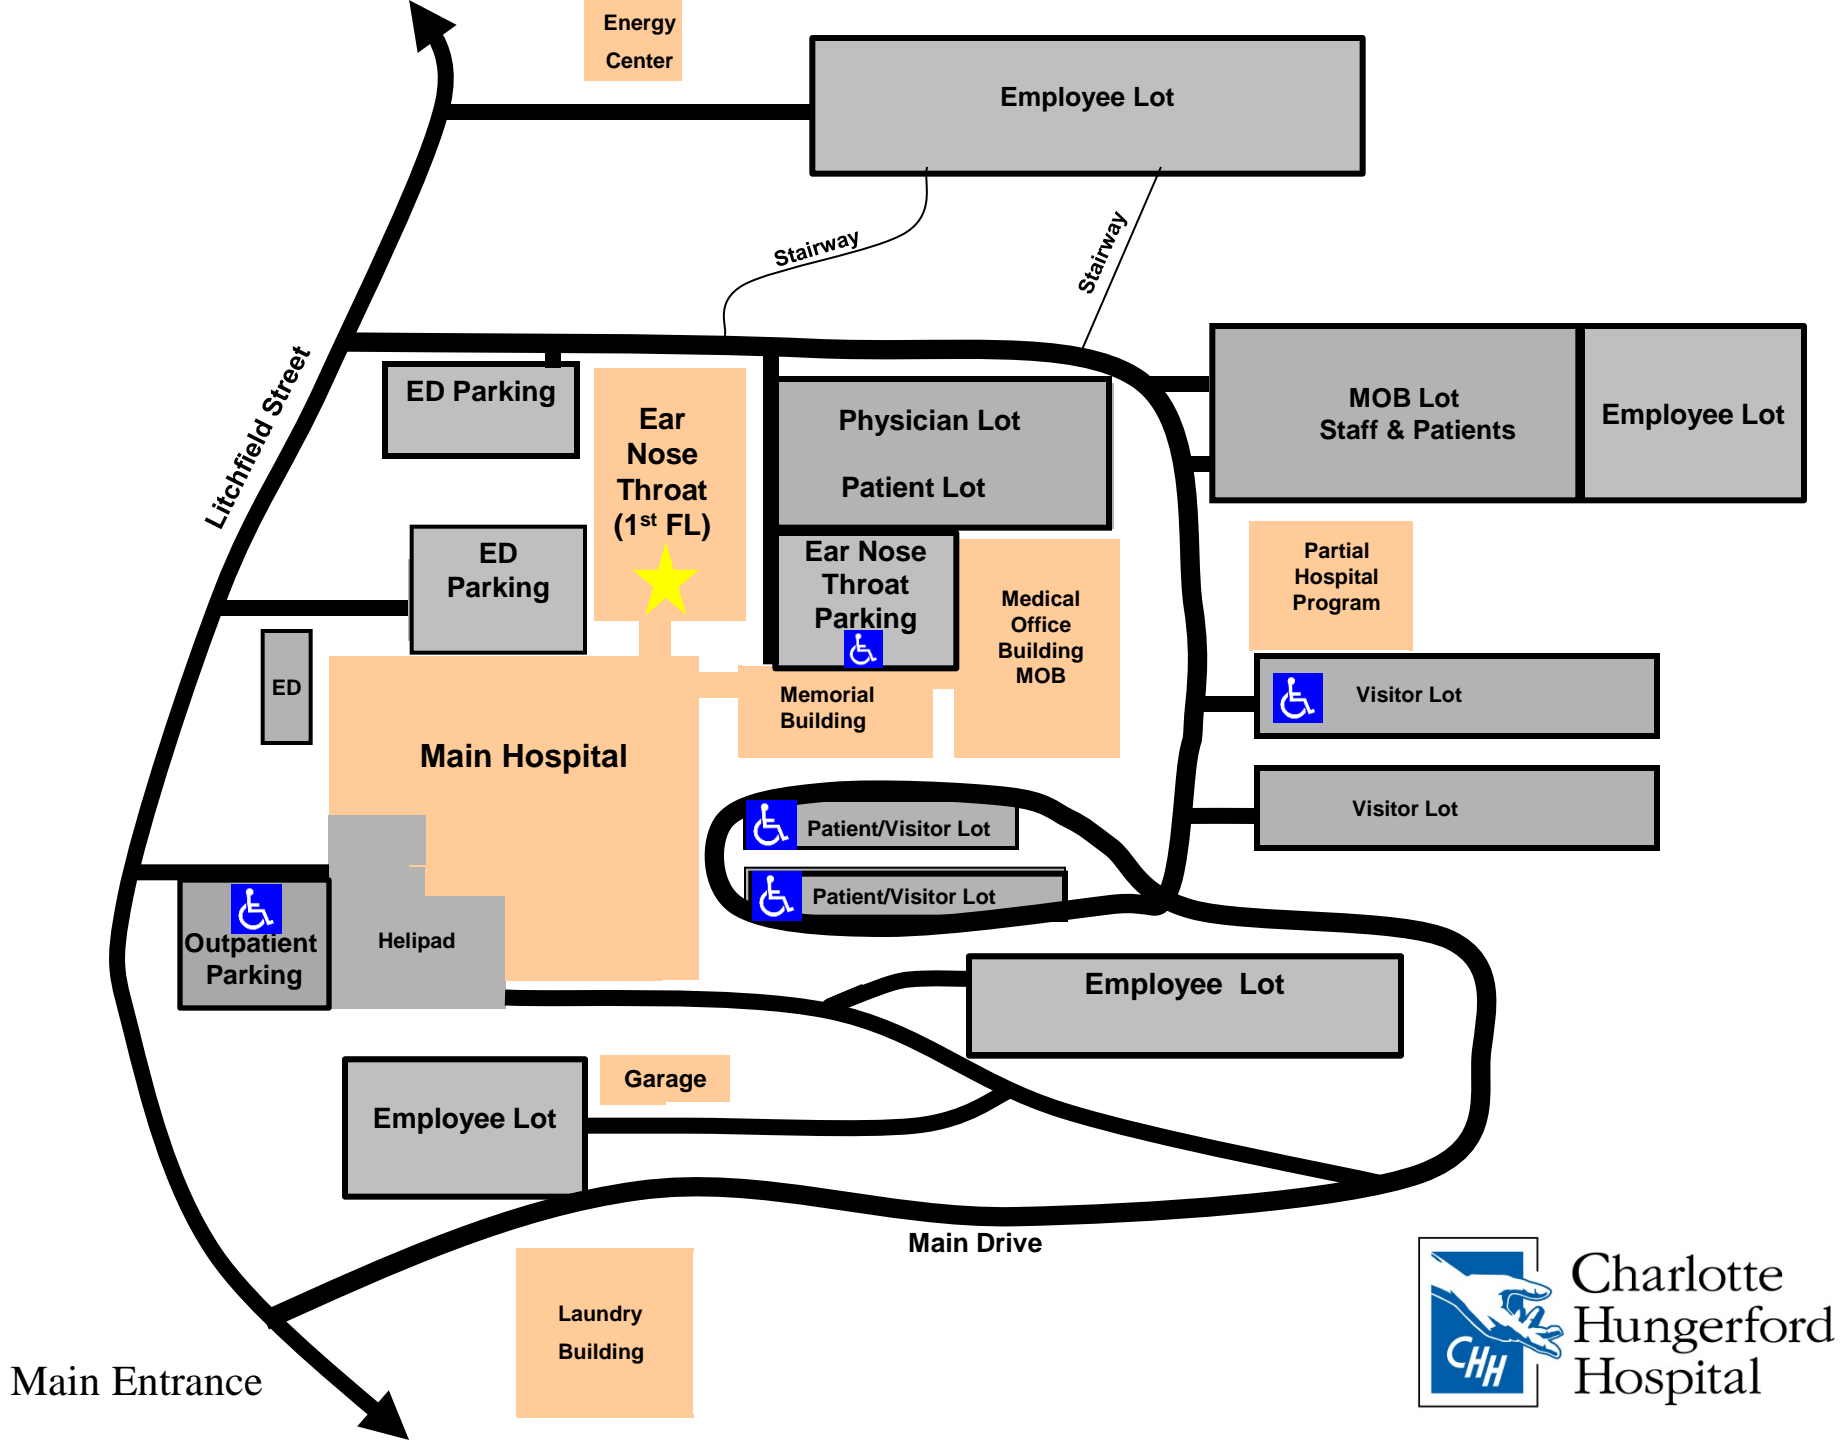 Energy
Center
Employee Lot
Stairway
Stairway
Litchfield Street
ED Parking
Ear
Nose
Throat
(1st FL)
Physician Lot
Patient Lot
MOB Lot
Staff & Patients
Employee Lot
ED
Parking
Ear Nose
Throat
Parking
Medical
Office
Building
MOB
Partial
Hospital
Program
ED
Memorial
Building
Visitor Lot
Main Hospital
Visitor Lot
Patient/Visitor Lot
Patient/Visitor Lot
Outpatient
Parking
Helipad
Employee Lot
Garage
Employee Lot
Main Drive
Laundry
Building
Main Entrance
CHH
Charlotte
Hungerford
Hospital